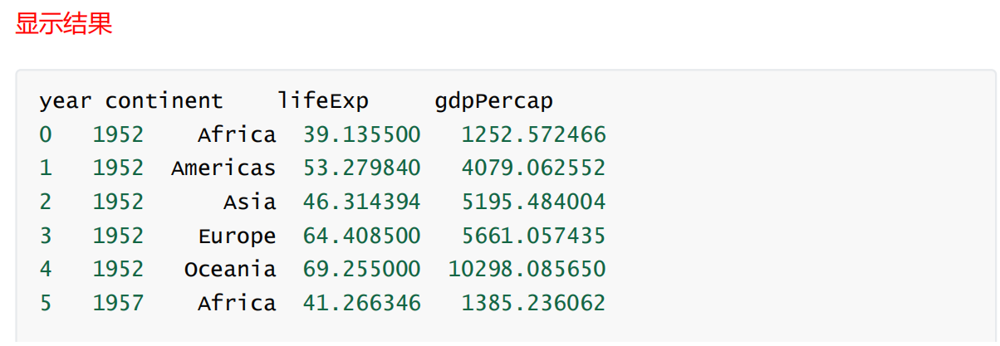 显示结果
year continent    lifeExp     gdpPercap
0   1952    Africa  39.135500   1252.572466
1   1952  Americas  53.279840   4079.062552
2   1952      Asia  46.314394   5195.484004
3   1952    Europe  64.408500   5661.057435
4   1952   Oceania  69.255000  10298.085650
5   1957    Africa  41.266346   1385.236062